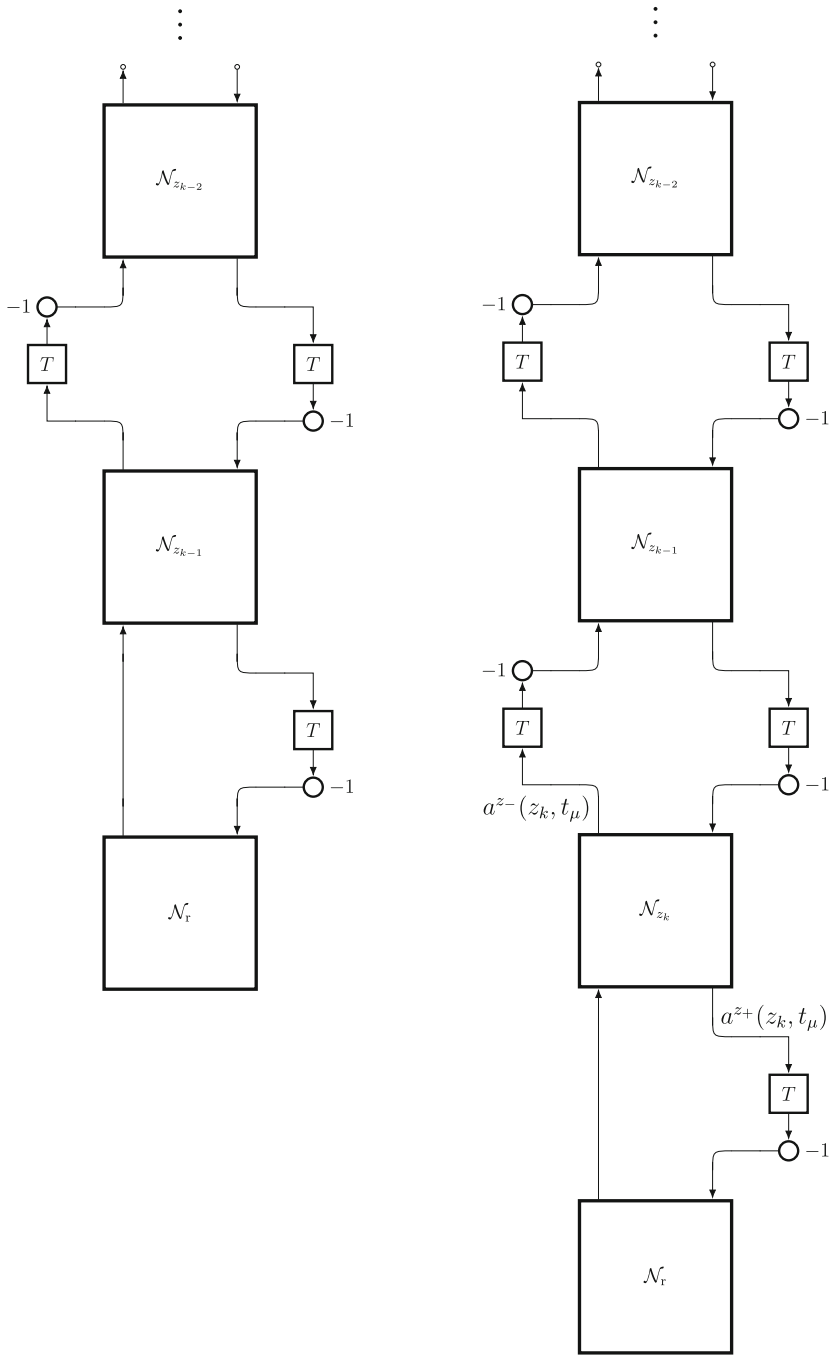 ⋮
𝒩_{z_{k−2}}
−1
T
T
−1
𝒩_{z_{k−1}}
T
−1
𝒩_r
⋮
𝒩_{z_{k−2}}
−1
T
T
−1
𝒩_{z_{k−1}}
−1
T
T
−1
a^{z−}(z_k, t_μ)
𝒩_{z_k}
a^{z+}(z_k, t_μ)
T
−1
𝒩_r